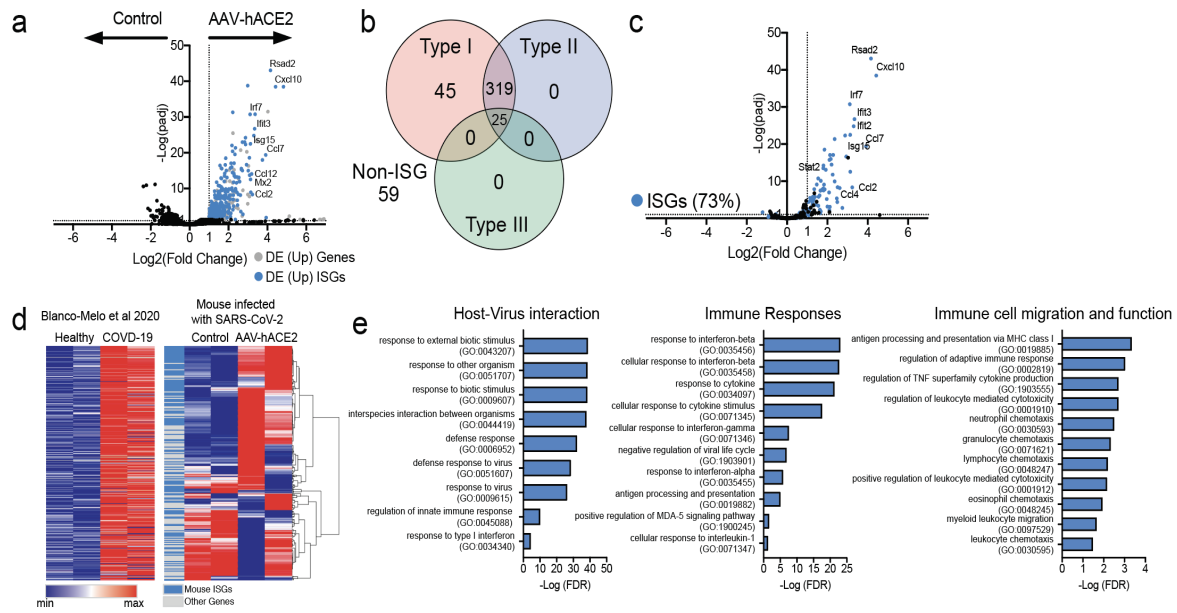 a
Control
AAV-hACE2
50
40
30
20
10
-Log(padj)
Rsad2
Cxcl10
Irf7
Ifit3
Isg15
Ccl7
Ccl12
Mx2
Ccl2
-6 -4 -2 0 2 4 6
Log2(Fold Change)
DE (Up) Genes
DE (Up) ISGs
b
Type I
Type II
45
319
0
25
0
0
Non-ISG
59
0
Type III
c
50
40
30
20
10
-Log(padj)
Rsad2
Cxcl10
Irf7
Ifit3
Ifit2
Ccl7
Isg15
Stat2
Ccl2
Ccl4
ISGs (73%)
-6 -4 -2 0 1 2 4 6
Log2(Fold Change)
d
Blanco-Melo et al 2020
Healthy COVD-19
Mouse infected
with SARS-CoV-2
Control AAV-hACE2
min
max
Mouse ISGs
Other Genes
e
Host-Virus interaction
response to external biotic stimulus
(GO:0043207)
response to other organism
(GO:0051707)
response to biotic stimulus
(GO:0009607)
interspecies interaction between organisms
(GO:0044419)
defense response
(GO:0006952)
defense response to virus
(GO:0051607)
response to virus
(GO:0009615)
regulation of innate immune response
(GO:0045088)
response to type I interferon
(GO:0034340)
0 10 20 30 40 50
-Log (FDR)
Immune Responses
response to interferon-beta
(GO:0035456)
cellular response to interferon-beta
(GO:0035458)
response to cytokine
(GO:0034097)
cellular response to cytokine stimulus
(GO:0071345)
cellular response to interferon-gamma
(GO:0071346)
negative regulation of viral life cycle
(GO:1903901)
response to interferon-alpha
(GO:0035455)
antigen processing and presentation
(GO:0019882)
positive regulation of MDA-5 signaling pathway
(GO:1900245)
cellular response to interleukin-1
(GO:0071347)
0 5 10 15 20 25
-Log (FDR)
Immune cell migration and function
antigen processing and presentation via MHC class I
(GO:0019885)
regulation of adaptive immune response
(GO:0002819)
regulation of TNF superfamily cytokine production
(GO:1903555)
regulation of leukocyte mediated cytotoxicity
(GO:0001910)
neutrophil chemotaxis
(GO:0030593)
granulocyte chemotaxis
(GO:0071621)
lymphocyte chemotaxis
(GO:0048247)
positive regulation of leukocyte mediated cytotoxicity
(GO:0001912)
eosinophil chemotaxis
(GO:0048245)
myeloid leukocyte migration
(GO:0097529)
leukocyte chemotaxis
(GO:0030595)
0 1 2 3 4
-Log (FDR)